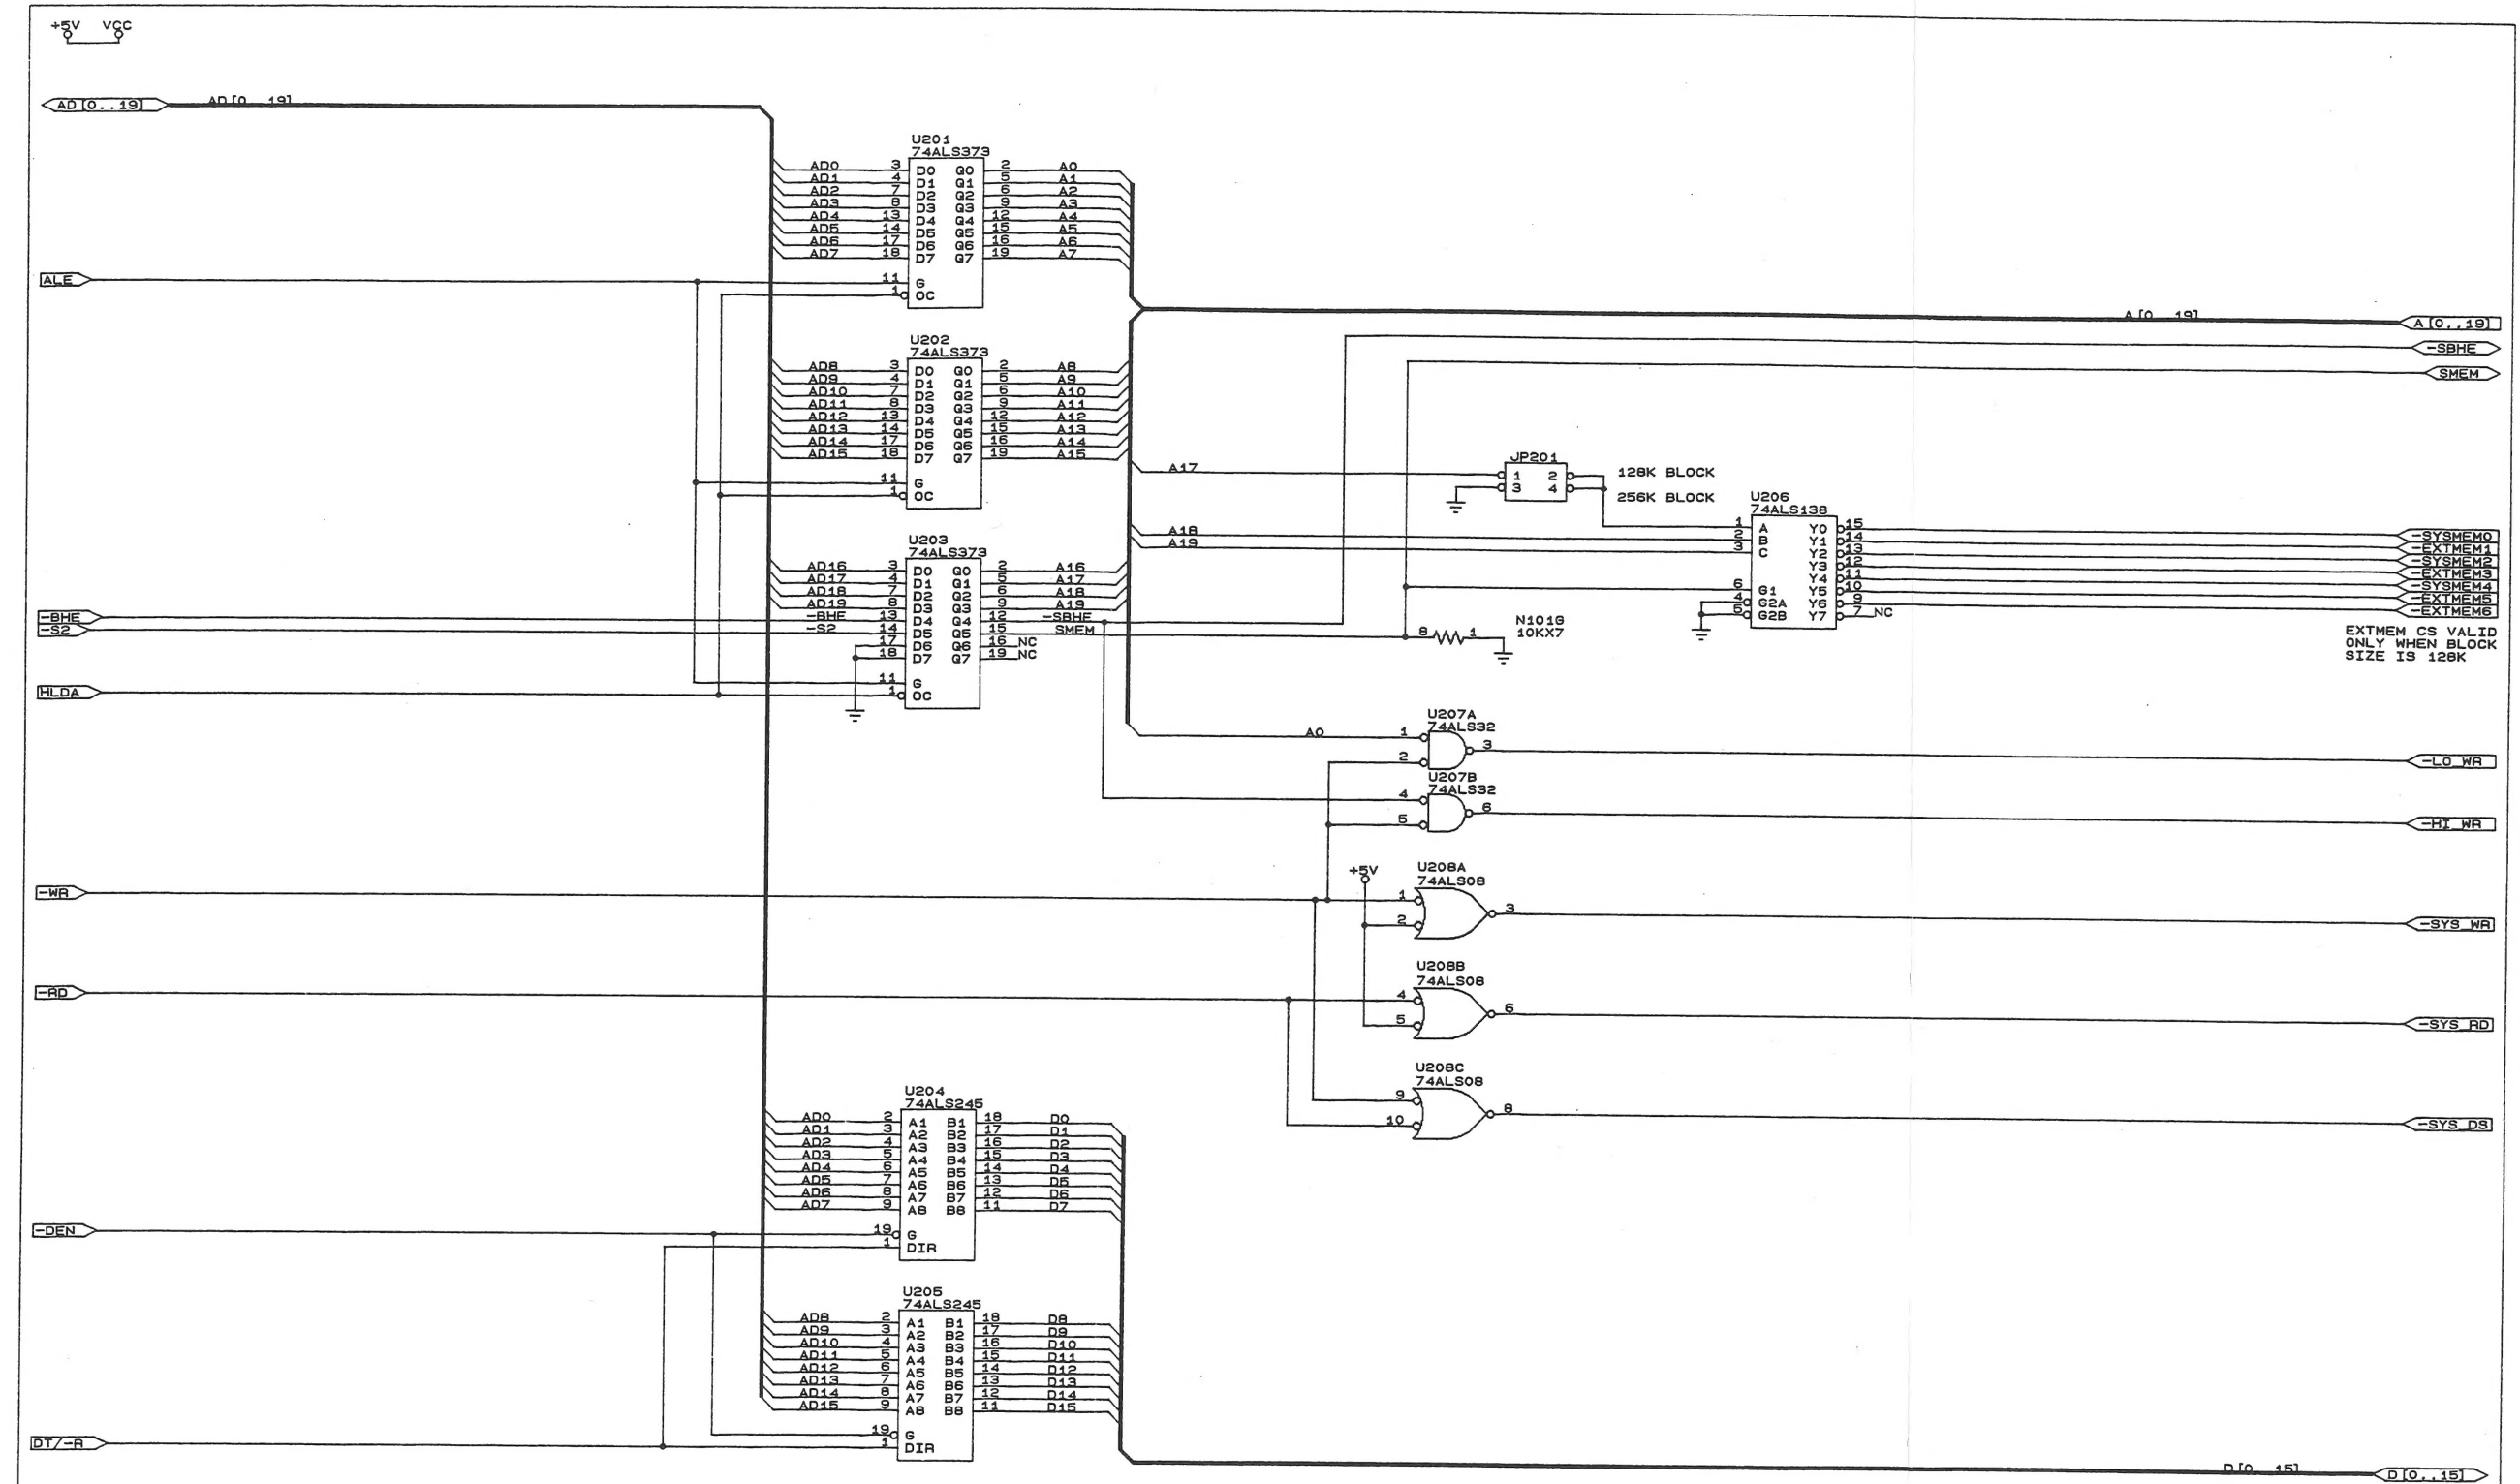 +5V VCC
AD[0..19] AD[0..19]
U201
74ALS373
AD0 3 D0 Q0 2 A0
AD1 4 D1 Q1 5 A1
AD2 7 D2 Q2 6 A2
AD3 8 D3 Q3 9 A3
AD4 13 D4 Q4 12 A4
AD5 14 D5 Q5 15 A5
AD6 17 D6 Q6 16 A6
AD7 18 D7 Q7 19 A7
ALE 11 G
1 OC
A[0..19] A[0..19]
-SBHE
SMEM
U202
74ALS373
AD8 3 D0 Q0 2 A8
AD9 4 D1 Q1 5 A9
AD10 7 D2 Q2 6 A10
AD11 8 D3 Q3 9 A11
AD12 13 D4 Q4 12 A12
AD13 14 D5 Q5 15 A13
AD14 17 D6 Q6 16 A14
AD15 18 D7 Q7 19 A15
11 G
1 OC
A17
JP201
1 2 128K BLOCK
3 4 256K BLOCK
U206
74ALS138
A18
A19
1 A Y0 15 -SYSMEM0
2 B Y1 14 -EXTMEM1
3 C Y2 13 -SYSMEM2
Y3 12 -EXTMEM3
Y4 11 -SYSMEM4
6 G1 Y5 10 -EXTMEM5
4 G2A Y6 9 -EXTMEM6
5 G2B Y7 7 NC
EXTMEM CS VALID
ONLY WHEN BLOCK
SIZE IS 128K
U203
74ALS373
AD16 3 D0 Q0 2 A16
AD17 4 D1 Q1 5 A17
AD18 7 D2 Q2 6 A18
AD19 8 D3 Q3 9 A19
-BHE -BHE 13 D4 Q4 12 -SBHE
-S2 -S2 14 D5 Q5 15 SMEM
17 D6 Q6 16 NC
18 D7 Q7 19 NC
N101G
10KX7
8 1
11 G
HLDA 1 OC
U207A
74ALS32
A0 1
2
3 -LO_WR
U207B
74ALS32
4
5
6 -HI_WR
+5V
U208A
74ALS08
-WR 1
2
3 -SYS_WR
U208B
74ALS08
-RD 4
5
6 -SYS_RD
U208C
74ALS08
9
10
8 -SYS_DS
U204
74ALS245
AD0 2 A1 B1 18 D0
AD1 3 A2 B2 17 D1
AD2 4 A3 B3 16 D2
AD3 5 A4 B4 15 D3
AD4 6 A5 B5 14 D4
AD5 7 A6 B6 13 D5
AD6 8 A7 B7 12 D6
AD7 9 A8 B8 11 D7
-DEN 19 G
1 DIR
U205
74ALS245
AD8 2 A1 B1 18 D8
AD9 3 A2 B2 17 D9
AD10 4 A3 B3 16 D10
AD11 5 A4 B4 15 D11
AD12 6 A5 B5 14 D12
AD13 7 A6 B6 13 D13
AD14 8 A7 B7 12 D14
AD15 9 A8 B8 11 D15
19 G
DT/-R 1 DIR
D[0..15] D[0..15]